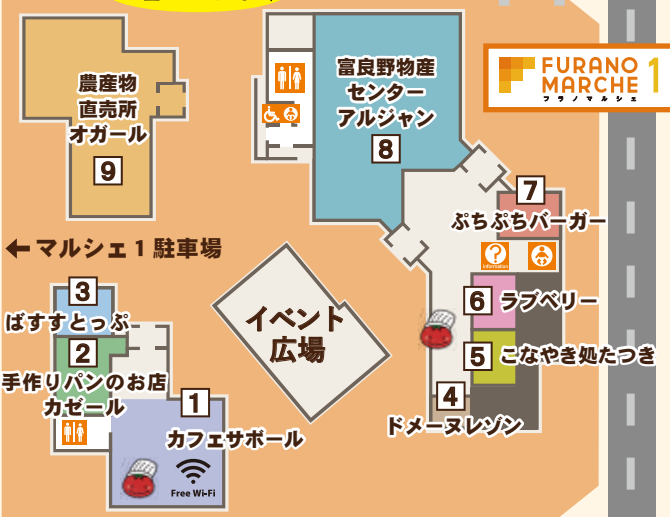 農産物
直売所
オガール
9
富良野物産
センター
アルジャン
8
FURANO
MARCHE
1
フラノマルシェ
7
ぷちぷちバーガー
?
information
←マルシェ1駐車場
3
ばすすとっぷ
2
手作りパンのお店
カゼール
1
カフェサボール
Free Wi-Fi
イベント
広場
6
ラブベリー
5
こなやき処たつき
4
ドメーヌレゾン